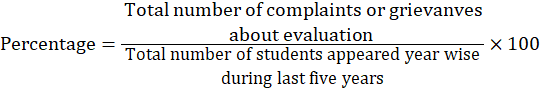 Total number of complaints or grievanves
about evaluation
Percentage = × 100
Total number of students appeared year wise
during last five years